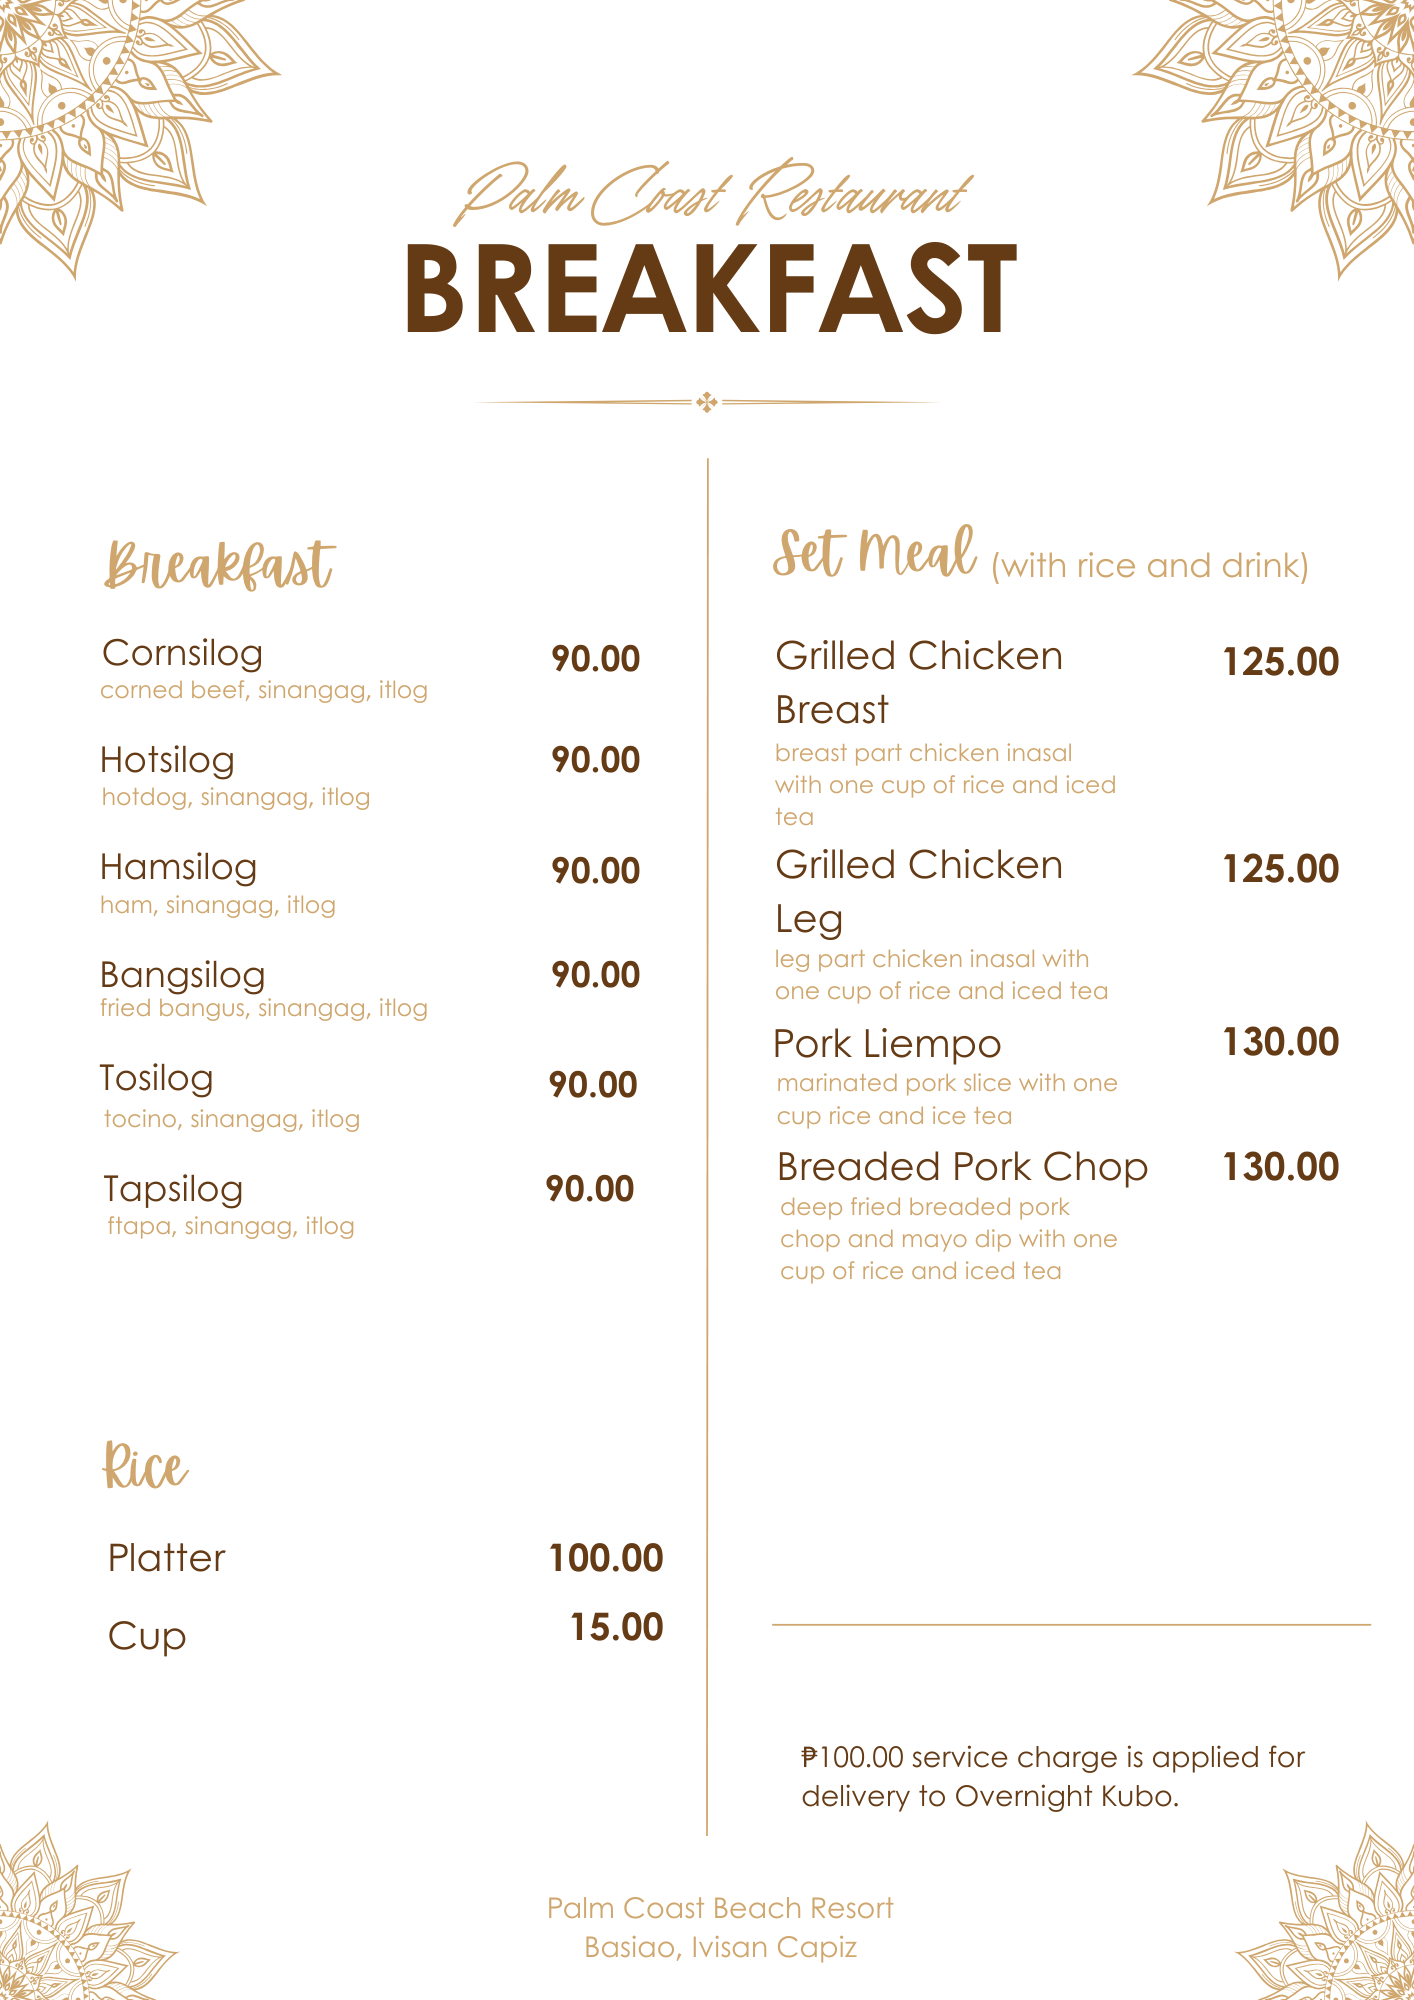 Palm Coast Restaurant
BREAKFAST
Breakfast
Cornsilog 90.00
corned beef, sinangag, itlog
Hotsilog 90.00
hotdog, sinangag, itlog
Hamsilog 90.00
ham, sinangag, itlog
Bangsilog 90.00
fried bangus, sinangag, itlog
Tosilog 90.00
tocino, sinangag, itlog
Tapsilog 90.00
ftapa, sinangag, itlog
Rice
Platter 100.00
Cup 15.00
Set Meal (with rice and drink)
Grilled Chicken 125.00
Breast
breast part chicken inasal
with one cup of rice and iced
tea
Grilled Chicken 125.00
Leg
leg part chicken inasal with
one cup of rice and iced tea
Pork Liempo 130.00
marinated pork slice with one
cup rice and ice tea
Breaded Pork Chop 130.00
deep fried breaded pork
chop and mayo dip with one
cup of rice and iced tea
₱100.00 service charge is applied for
delivery to Overnight Kubo.
Palm Coast Beach Resort
Basiao, Ivisan Capiz